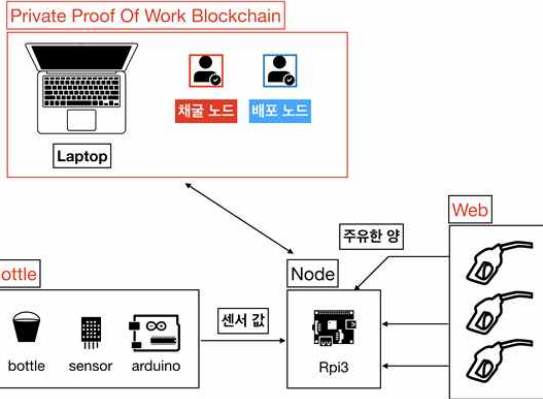 Private Proof Of Work Blockchain
채굴 노드
배포 노드
Laptop
Web
주유한 양
ottle
Node
센서 값
bottle
sensor
arduino
Rpi3